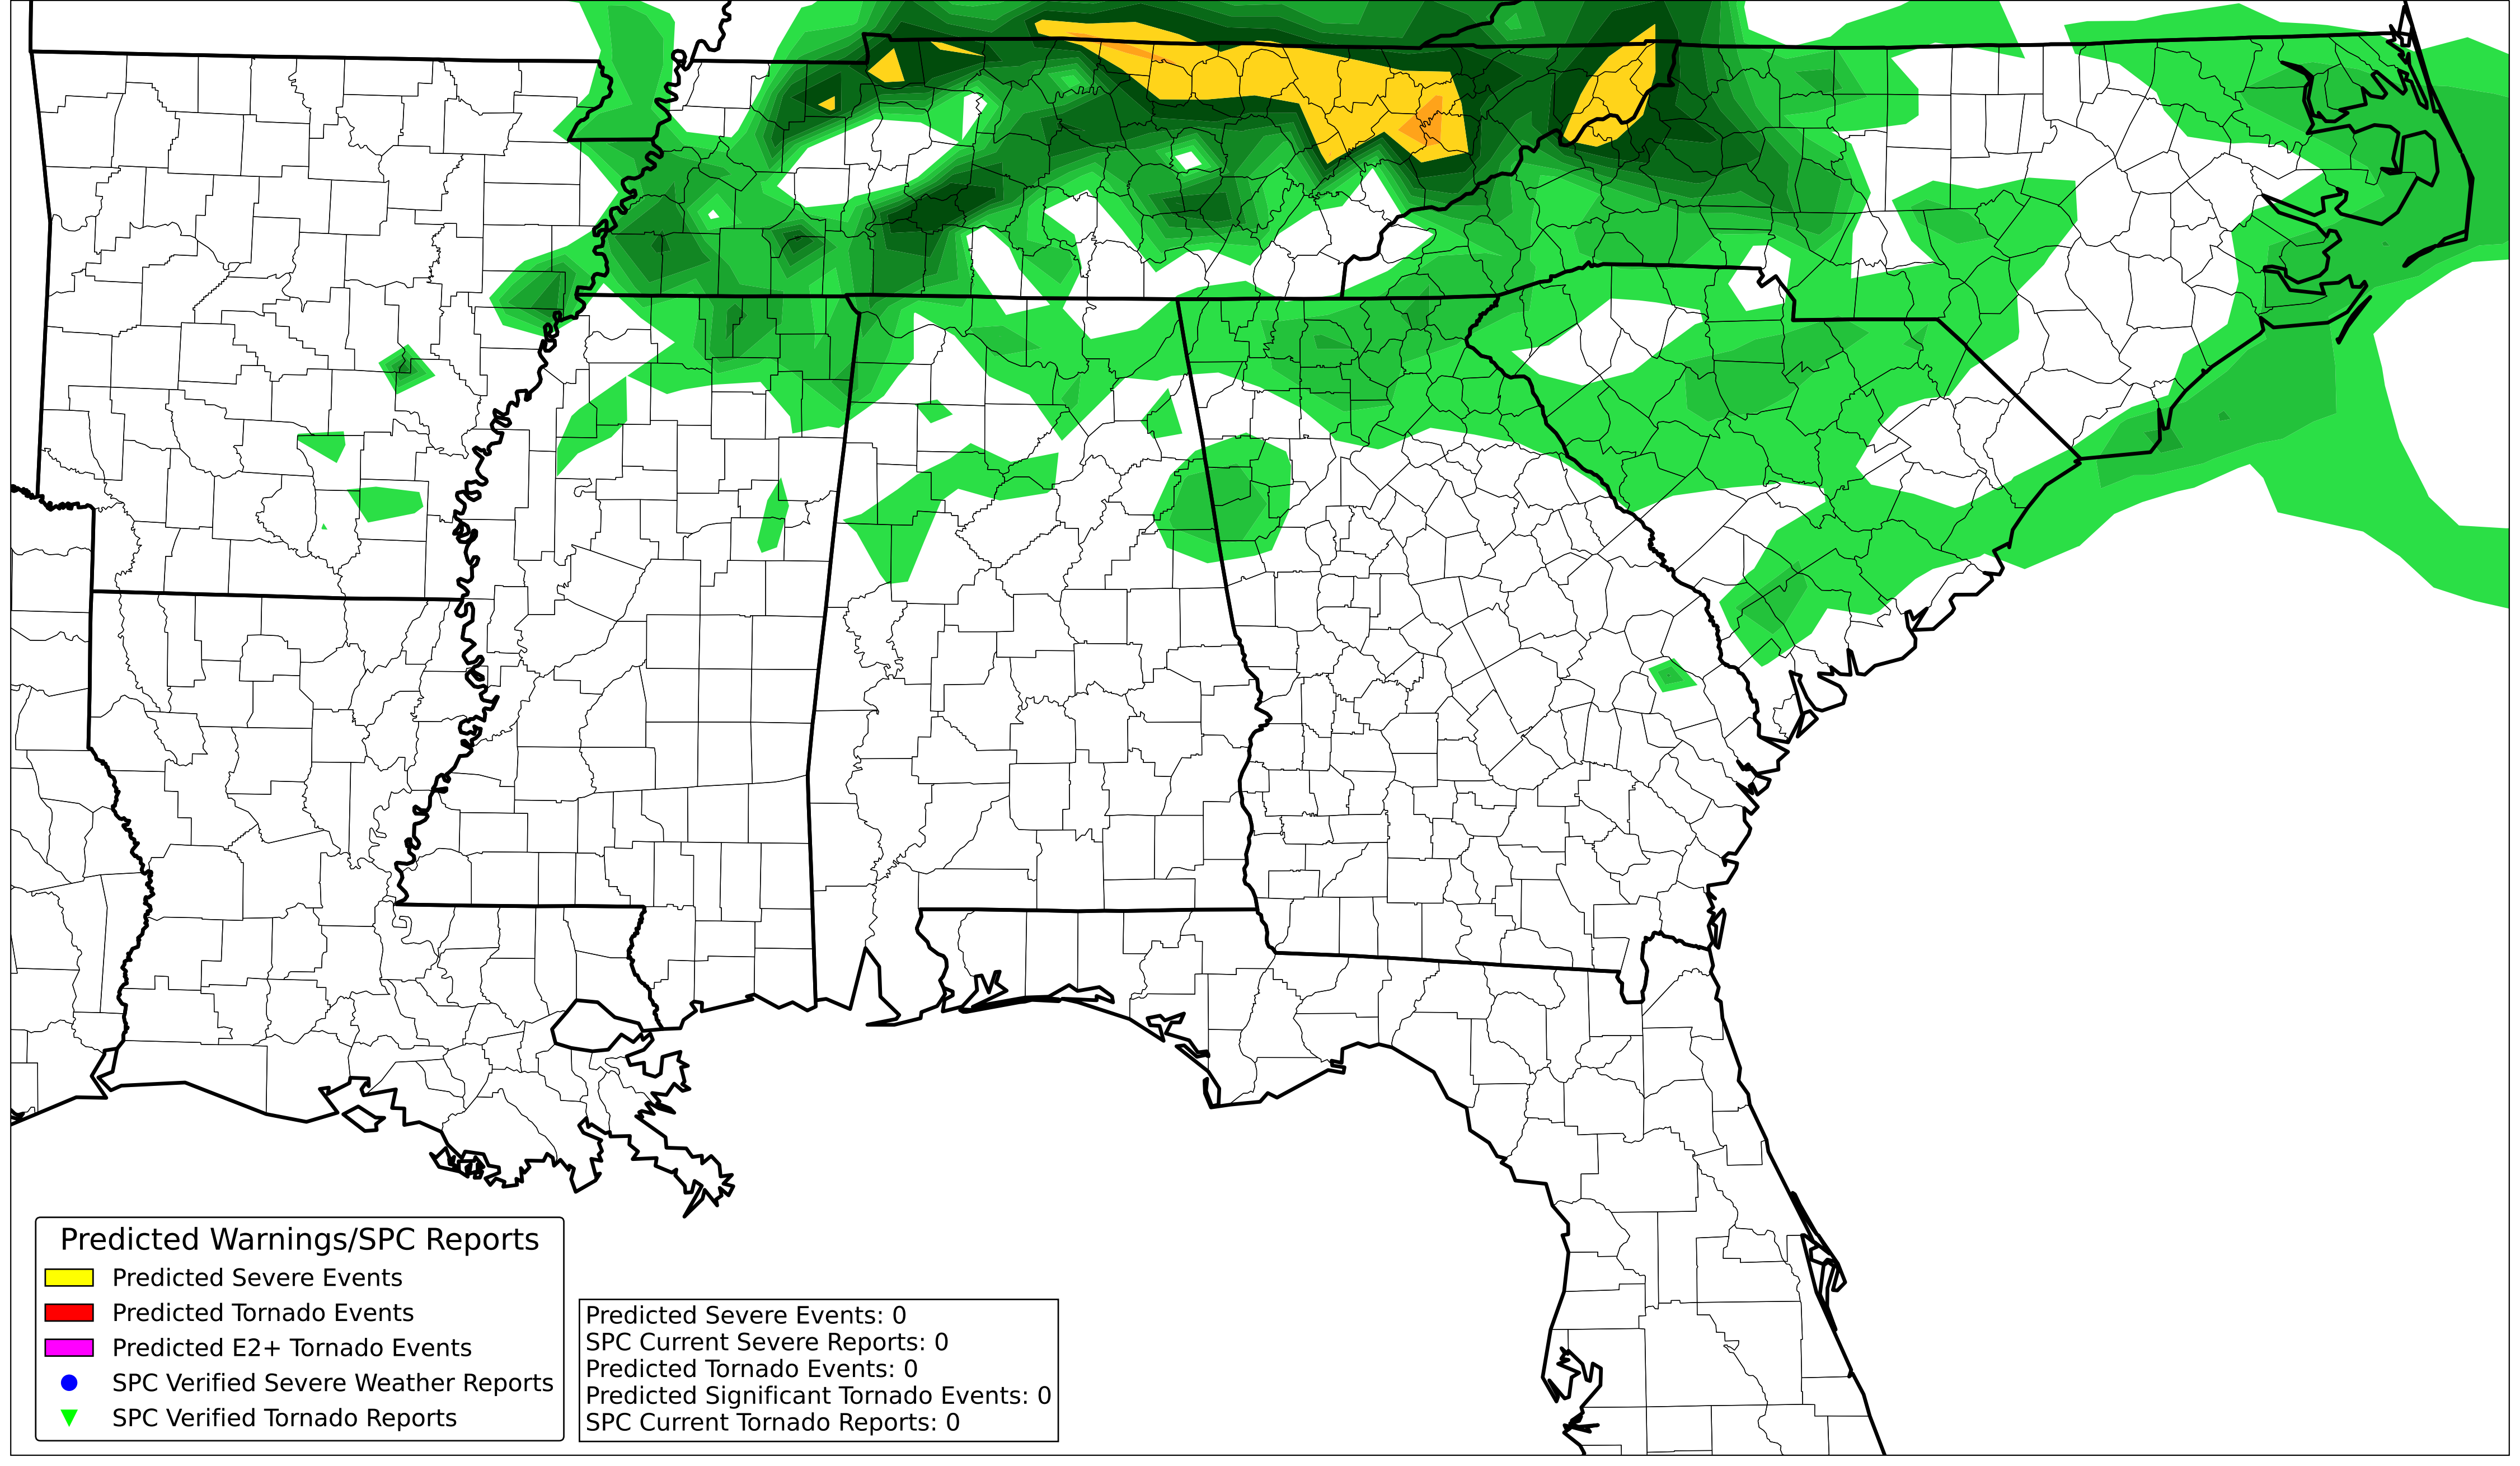 Predicted Warnings/SPC Reports
Predicted Severe Events
Predicted Tornado Events
Predicted E2+ Tornado Events
SPC Verified Severe Weather Reports
SPC Verified Tornado Reports
Predicted Severe Events: 0
SPC Current Severe Reports: 0
Predicted Tornado Events: 0
Predicted Significant Tornado Events: 0
SPC Current Tornado Reports: 0